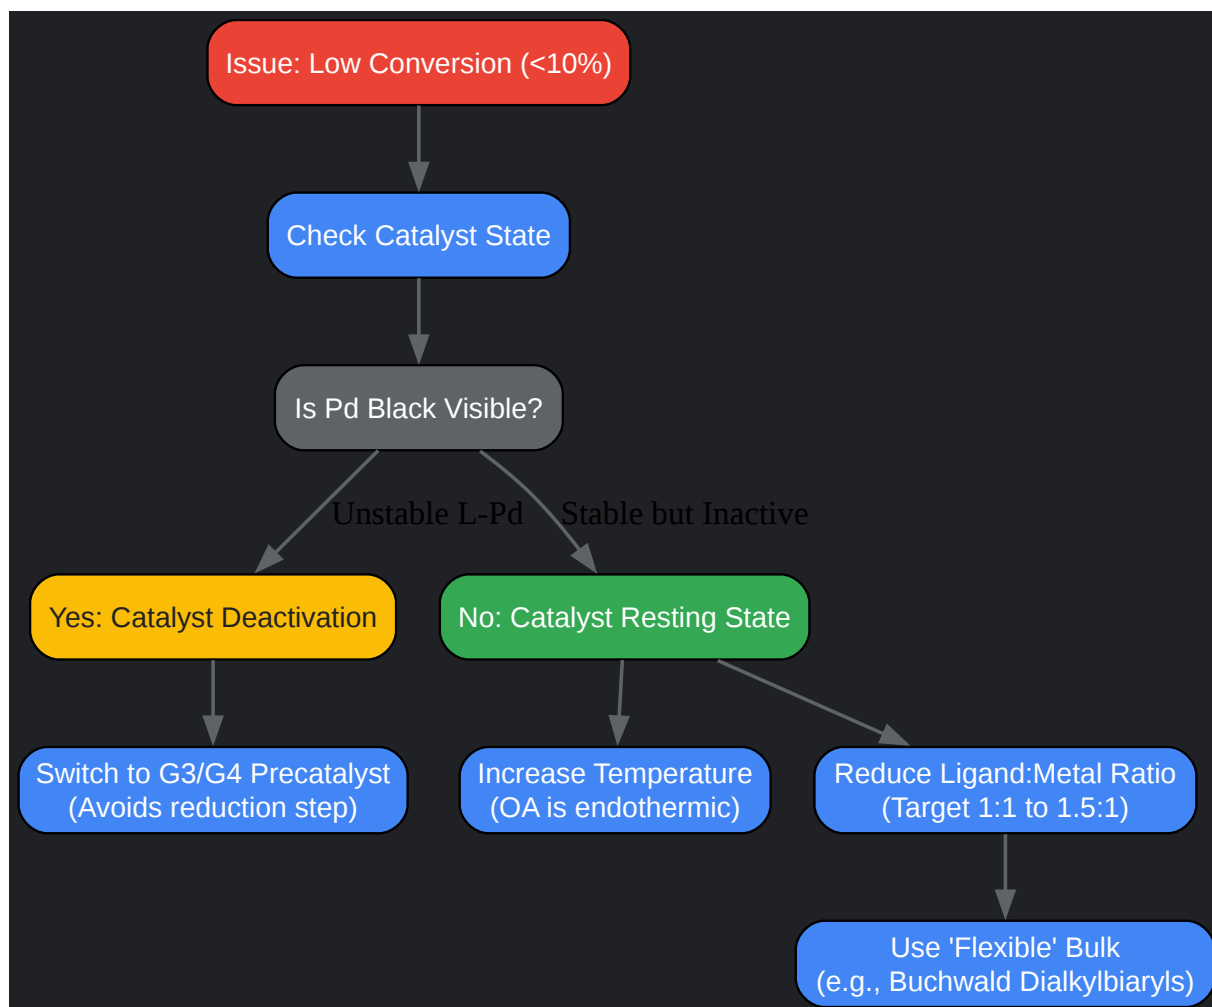 Issue: Low Conversion (<10%)
Check Catalyst State
Is Pd Black Visible?
Unstable L-Pd
Stable but Inactive
Yes: Catalyst Deactivation
No: Catalyst Resting State
Switch to G3/G4 Precatalyst
(Avoids reduction step)
Increase Temperature
(OA is endothermic)
Reduce Ligand:Metal Ratio
(Target 1:1 to 1.5:1)
Use 'Flexible' Bulk
(e.g., Buchwald Dialkylbiaryls)